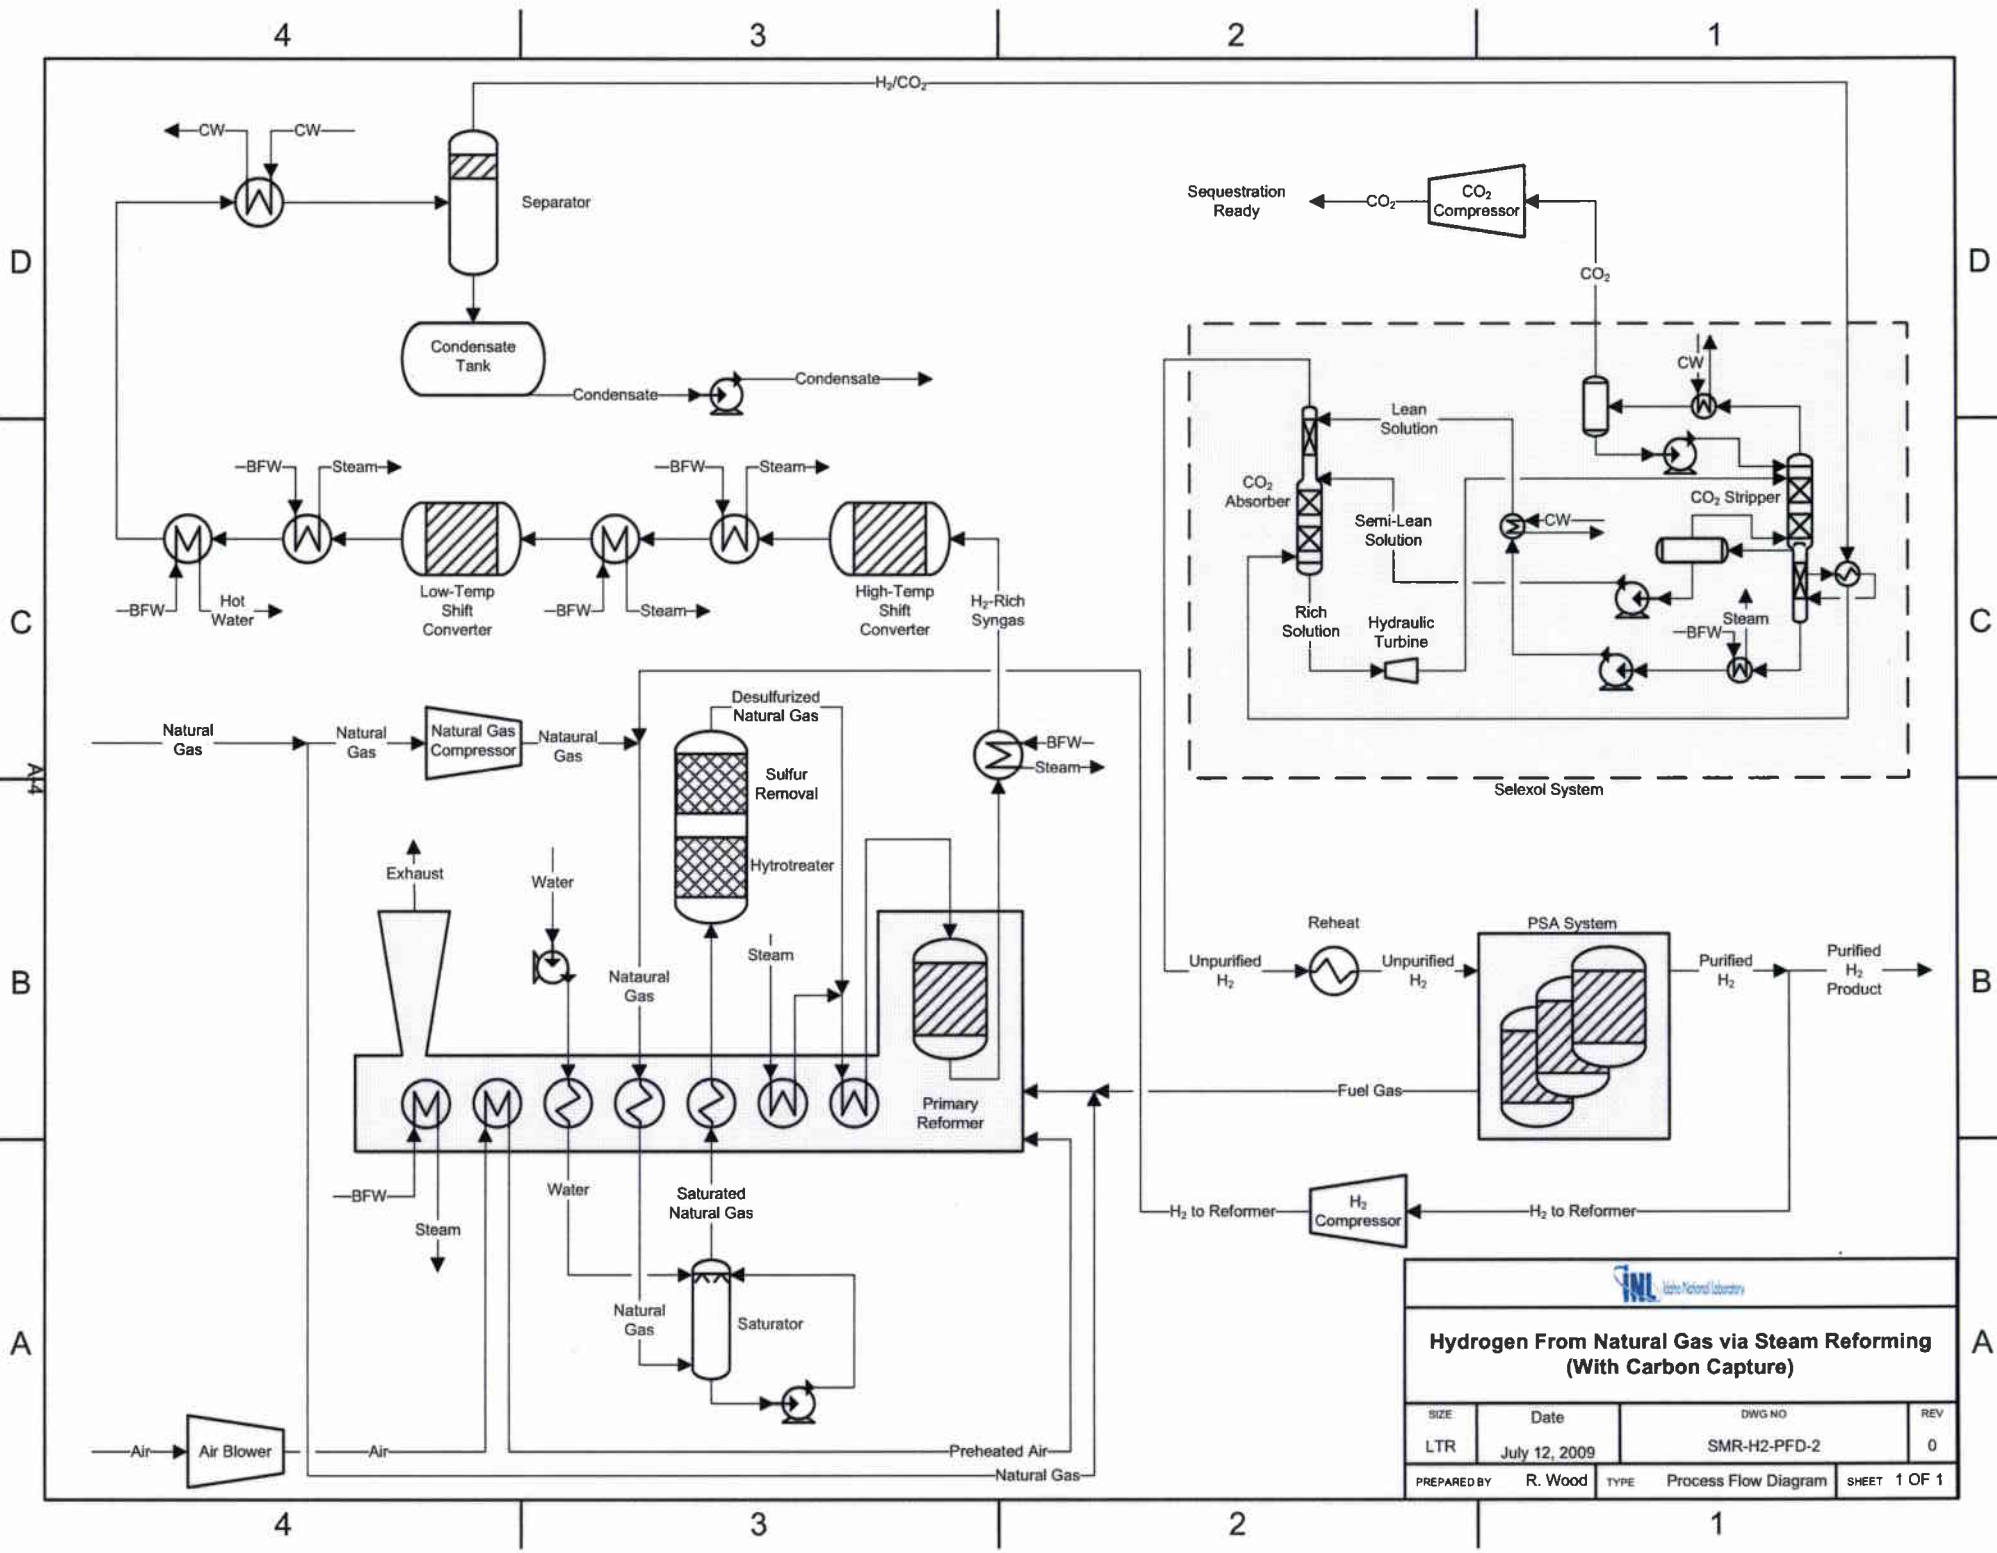 4
3
2
1
H₂/CO₂
CW
CW
Separator
Sequestration
Ready
CO₂
CO₂
Compressor
D
D
CO₂
Condensate
Tank
Condensate
Condensate
CW
Lean
Solution
BFW
Steam
BFW
Steam
CO₂
Absorber
CO₂ Stripper
Semi-Lean
Solution
CW
Low-Temp
Shift
Converter
High-Temp
Shift
Converter
H₂-Rich
Syngas
BFW
Hot
Water
BFW
Steam
C
C
Rich
Solution
Hydraulic
Turbine
Steam
BFW
Desulfurized
Natural Gas
Natural
Gas
Natural
Gas
Natural Gas
Compressor
Nataural
Gas
BFW
Steam
Sulfur
Removal
Selexol System
Hytrotreater
Exhaust
Water
Steam
Nataural
Gas
Reheat
PSA System
B
B
Unpurified
H₂
Unpurified
H₂
Purified
H₂
Purified
H₂
Product
Primary
Reformer
Fuel Gas
BFW
Steam
Water
Saturated
Natural Gas
H₂ to Reformer
H₂
Compressor
H₂ to Reformer
Natural
Gas
Saturator
A
A
Air
Air Blower
Air
Preheated Air
Natural Gas
INL Idaho National Laboratory
Hydrogen From Natural Gas via Steam Reforming
(With Carbon Capture)
SIZE
LTR
Date
July 12, 2009
DWG NO
SMR-H2-PFD-2
REV
0
PREPARED BY R. Wood
TYPE Process Flow Diagram
SHEET 1 OF 1
4
3
2
1